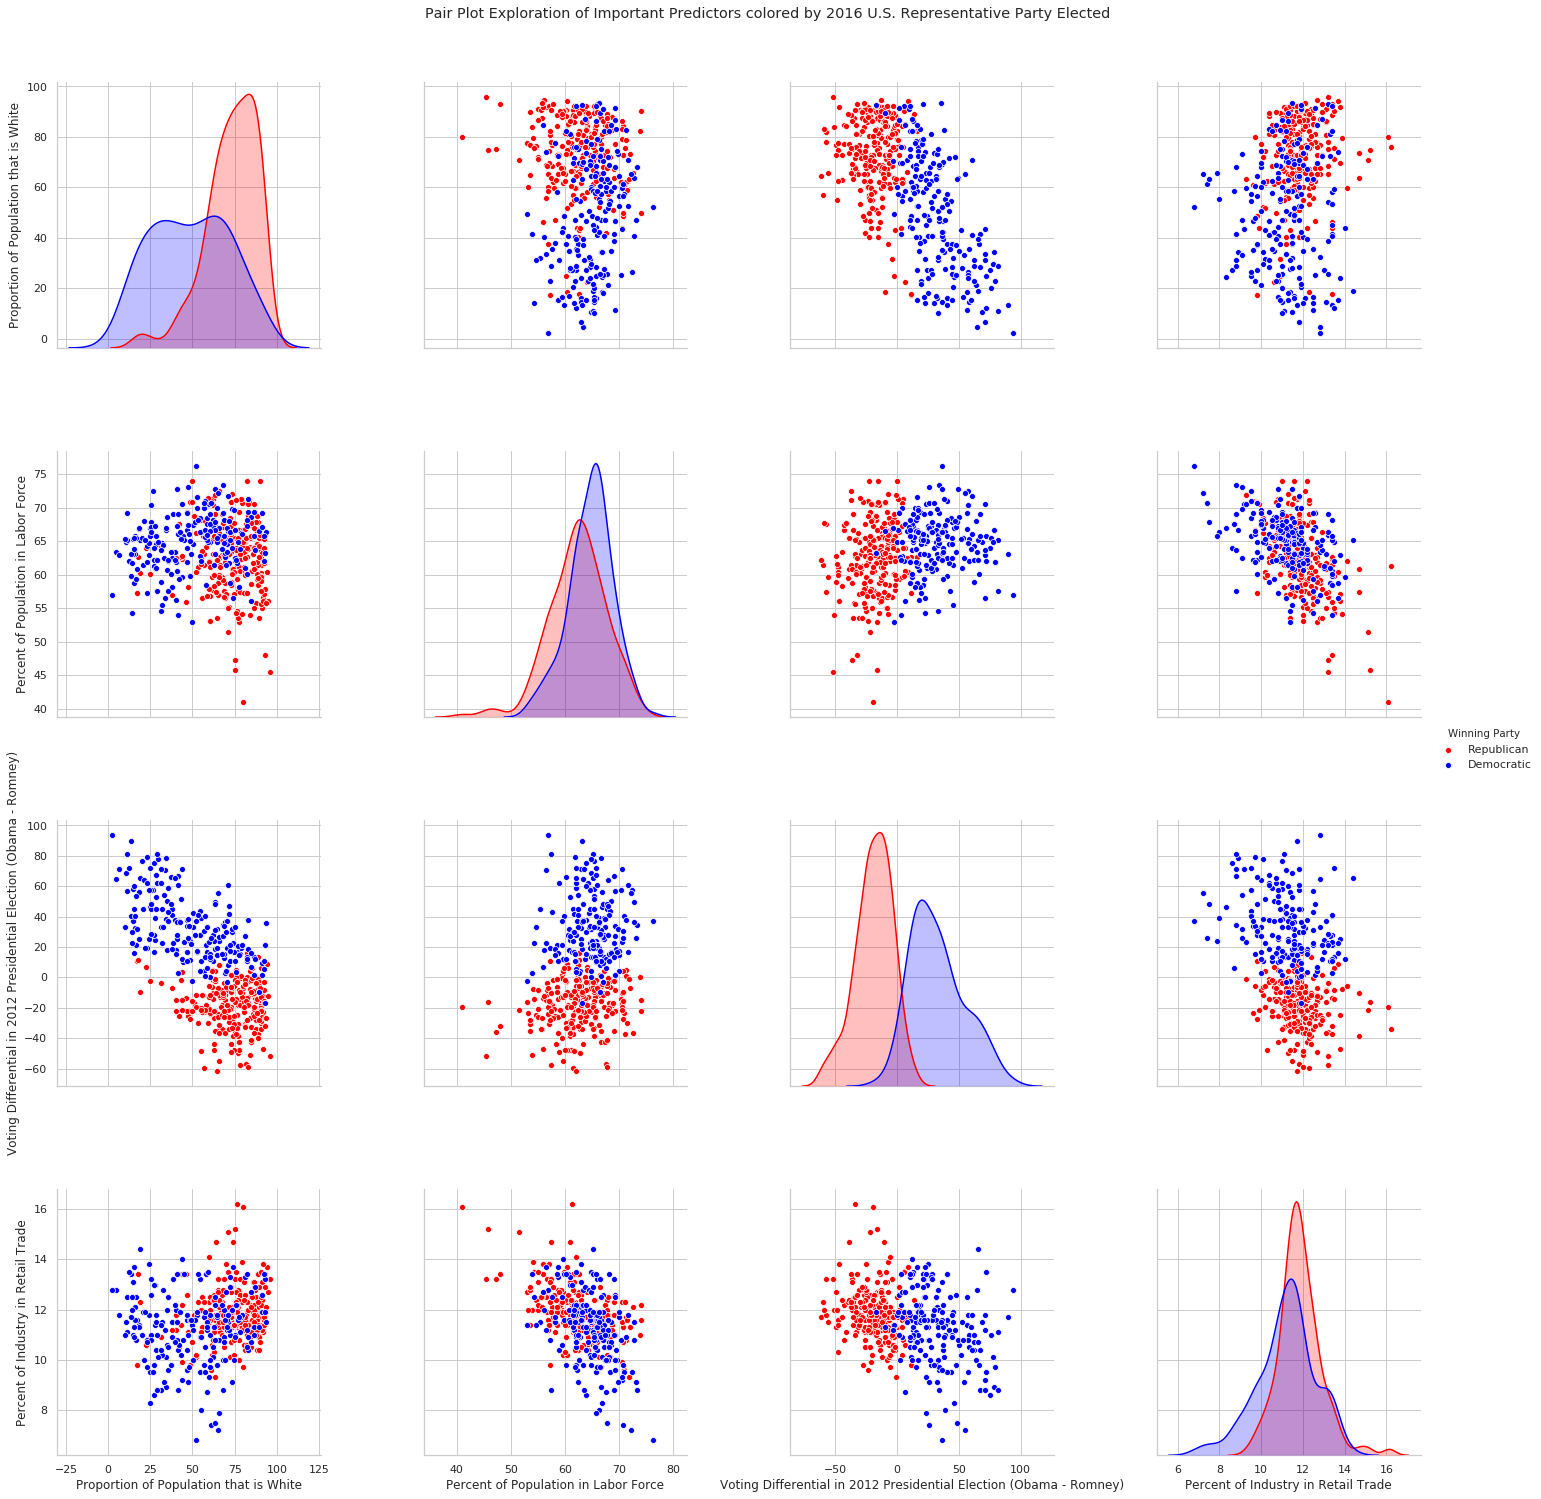 Pair Plot Exploration of Important Predictors colored by 2016 U.S. Representative Party Elected
Proportion of Population that is White
100
80
60
40
20
0
Percent of Population in Labor Force
75
70
65
60
55
50
45
40
Winning Party
Republican
Democratic
Voting Differential in 2012 Presidential Election (Obama - Romney)
100
80
60
40
20
0
−20
−40
−60
Percent of Industry in Retail Trade
16
14
12
10
8
−25 0 25 50 75 100 125
40 50 60 70 80
−50 0 50 100
6 8 10 12 14 16
Proportion of Population that is White
Percent of Population in Labor Force
Voting Differential in 2012 Presidential Election (Obama - Romney)
Percent of Industry in Retail Trade